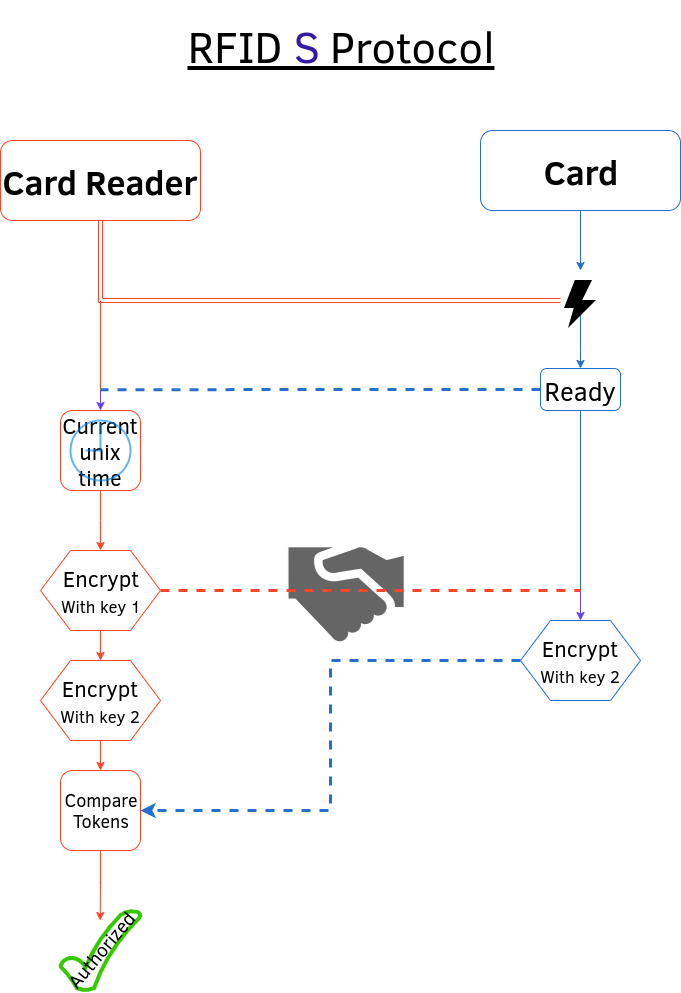 RFID S Protocol
Card Reader
Card
Ready
Current
unix
time
Encrypt
With key 1
Encrypt
With key 2
Encrypt
With key 2
Compare
Tokens
Authorized